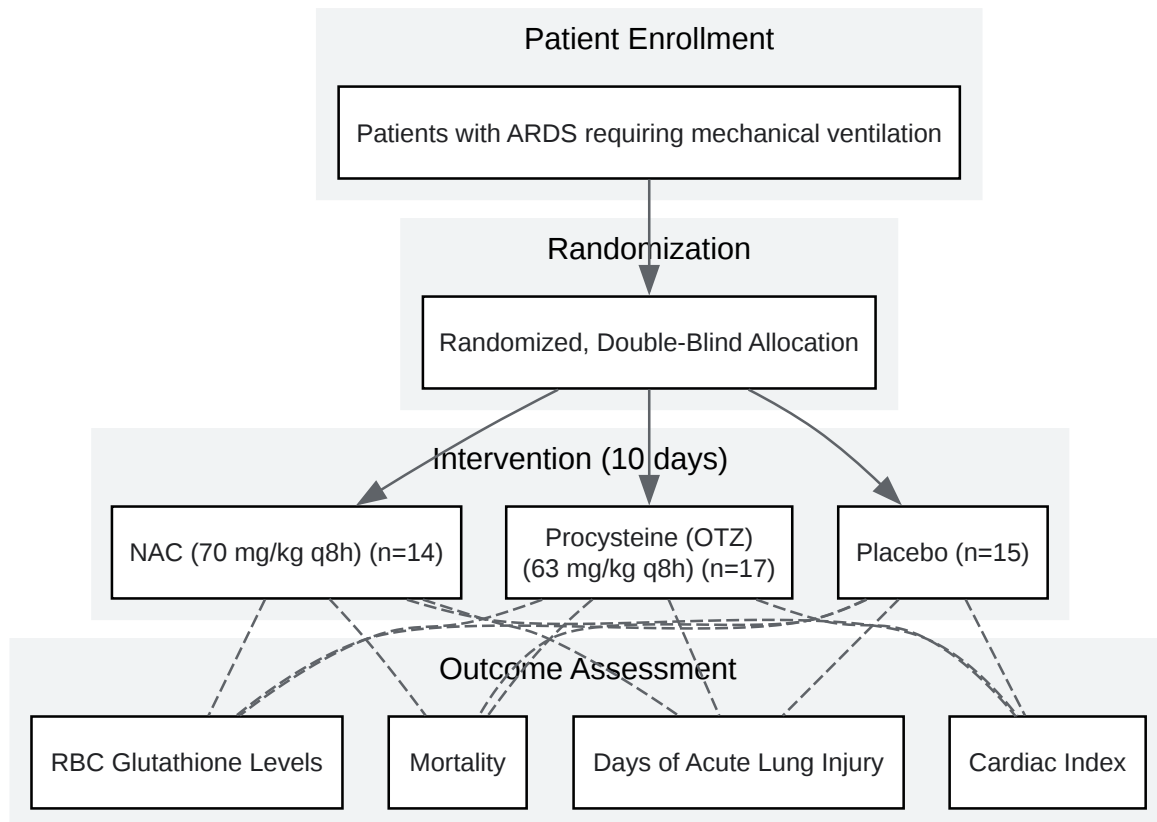 Patient Enrollment
Patients with ARDS requiring mechanical ventilation
Randomization
Randomized, Double-Blind Allocation
Intervention (10 days)
NAC (70 mg/kg q8h) (n=14)
Procysteine (OTZ)
(63 mg/kg q8h) (n=17)
Placebo (n=15)
Outcome Assessment
RBC Glutathione Levels
Mortality
Days of Acute Lung Injury
Cardiac Index